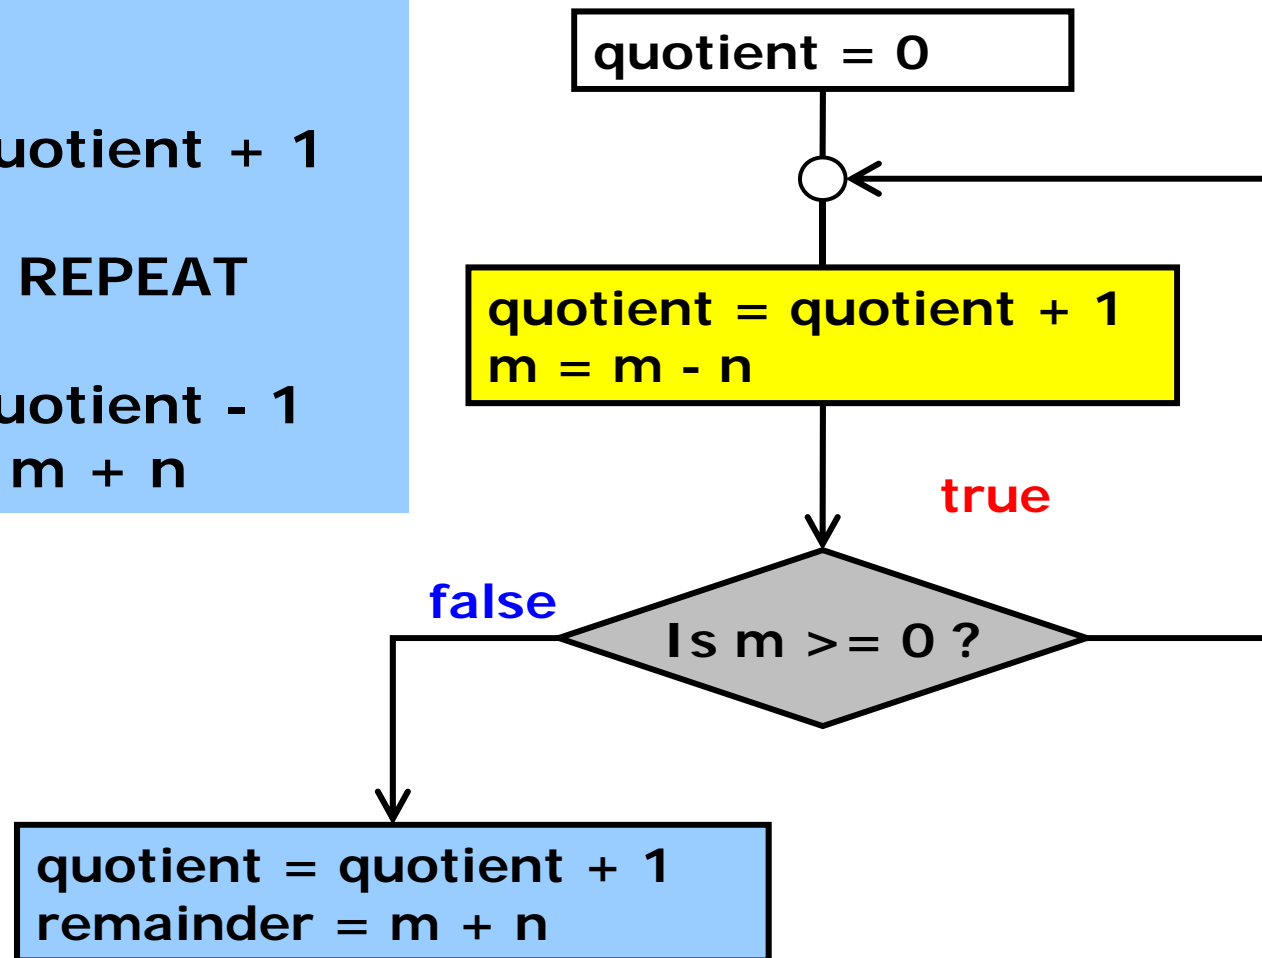 uotient + 1
REPEAT
uotient - 1
m + n
quotient = 0
quotient = quotient + 1
m = m - n
true
false
Is m >= 0 ?
quotient = quotient + 1
remainder = m + n